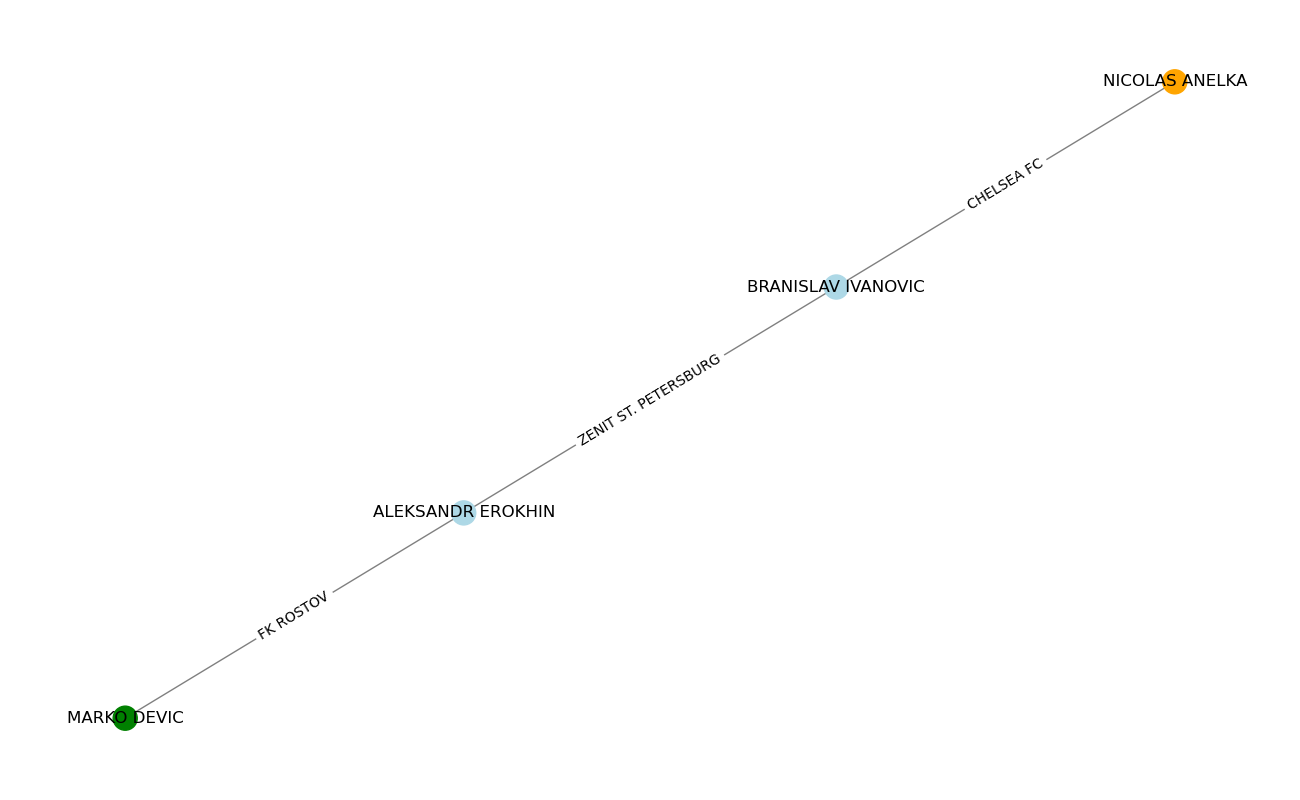 NICOLAS ANELKA
CHELSEA FC
BRANISLAV IVANOVIC
ZENIT ST. PETERSBURG
ALEKSANDR EROKHIN
FK ROSTOV
MARKO DEVIC